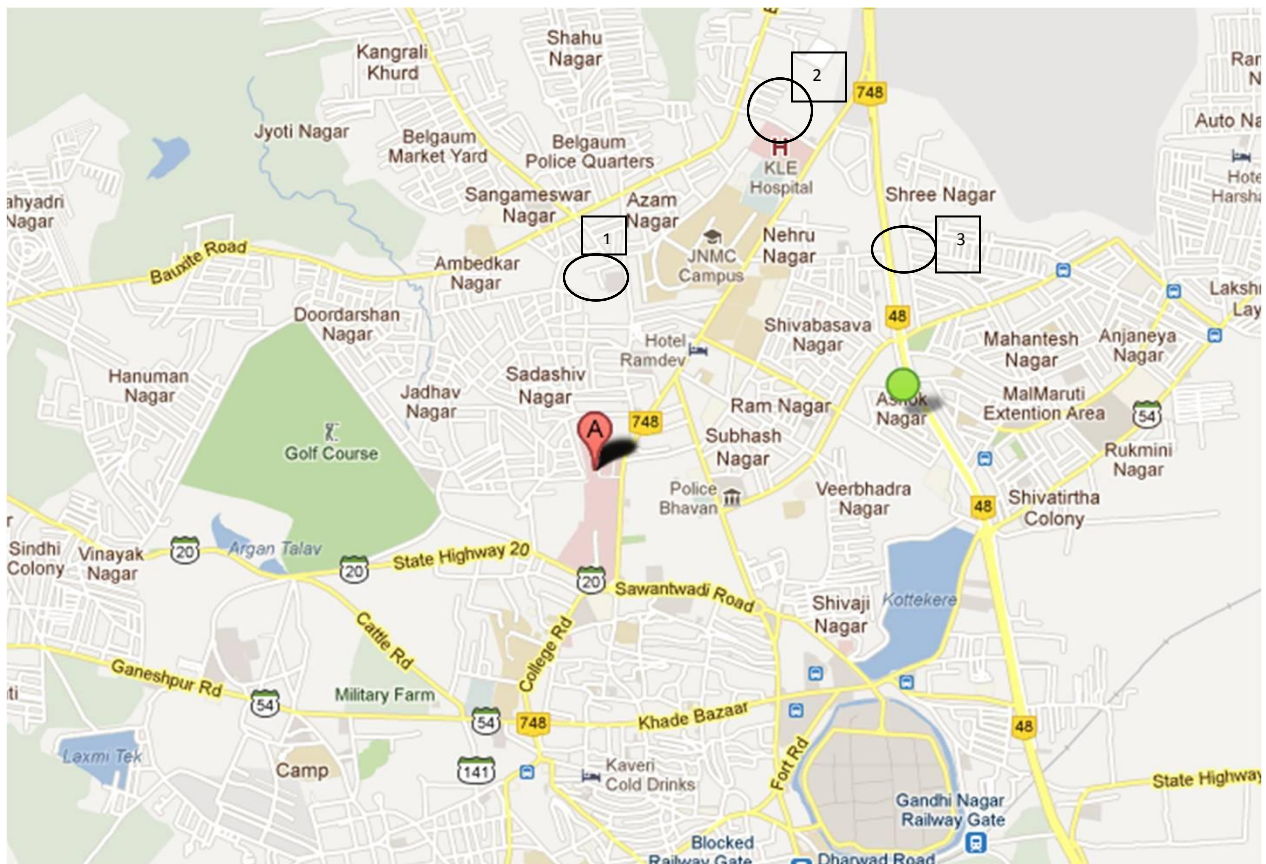 Shahu
Nagar
Kangrali
Khurd
2
748
Ran
N
Auto Na
Jyoti Nagar
Belgaum
Market Yard
Belgaum
Police Quarters
H
KLE
Hospital
Hote
Harsha
ahyadri
Nagar
Sangameswar
Nagar
Azam
Nagar
Shree Nagar
1
3
Bauxite Road
Ambedkar
Nagar
JNMC
Campus
Nehru
Nagar
Lakshm
Lay
Doordarshan
Nagar
48
Hotel
Ramdev
Shivabasava
Nagar
Mahantesh
Nagar
Anjaneya
Nagar
Hanuman
Nagar
Jadhav
Nagar
Sadashiv
Nagar
Ram Nagar
Ashok
Nagar
MalMaruti
Extention Area
54
A
748
Golf Course
Subhash
Nagar
Rukmini
Nagar
Police
Bhavan
Veerbhadra
Nagar
48
Shivatirtha
Colony
r
Sindhi
Colony
Vinayak
Nagar
20
Argan Talav
20
State Highway 20
20
Sawantwadi Road
Shivaji
Nagar
Kottekere
Cattle Rd
College Rd
Ganeshpur Rd
54
ti
Military Farm
54
748
Khade Bazaar
48
Laxmi Tek
Camp
141
Kaveri
Cold Drinks
Fort Rd
State Highway
Gandhi Nagar
Railway Gate
Blocked
Railway Gate
Dharwad Road